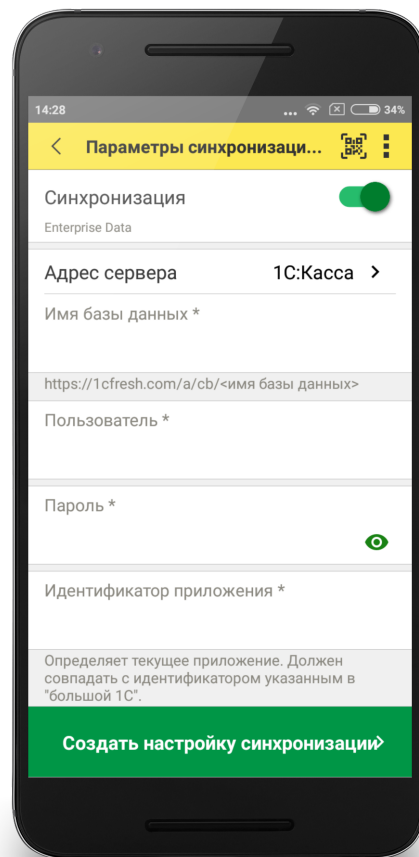 14:28 ... 34%
Параметры синхронизаци...
Синхронизация
Enterprise Data
Адрес сервера 1С:Касса
Имя базы данных *
https://1cfresh.com/a/cb/<имя базы данных>
Пользователь *
Пароль *
Идентификатор приложения *
Определяет текущее приложение. Должен
совпадать с идентификатором указанным в
"большой 1С".
Создать настройку синхронизации